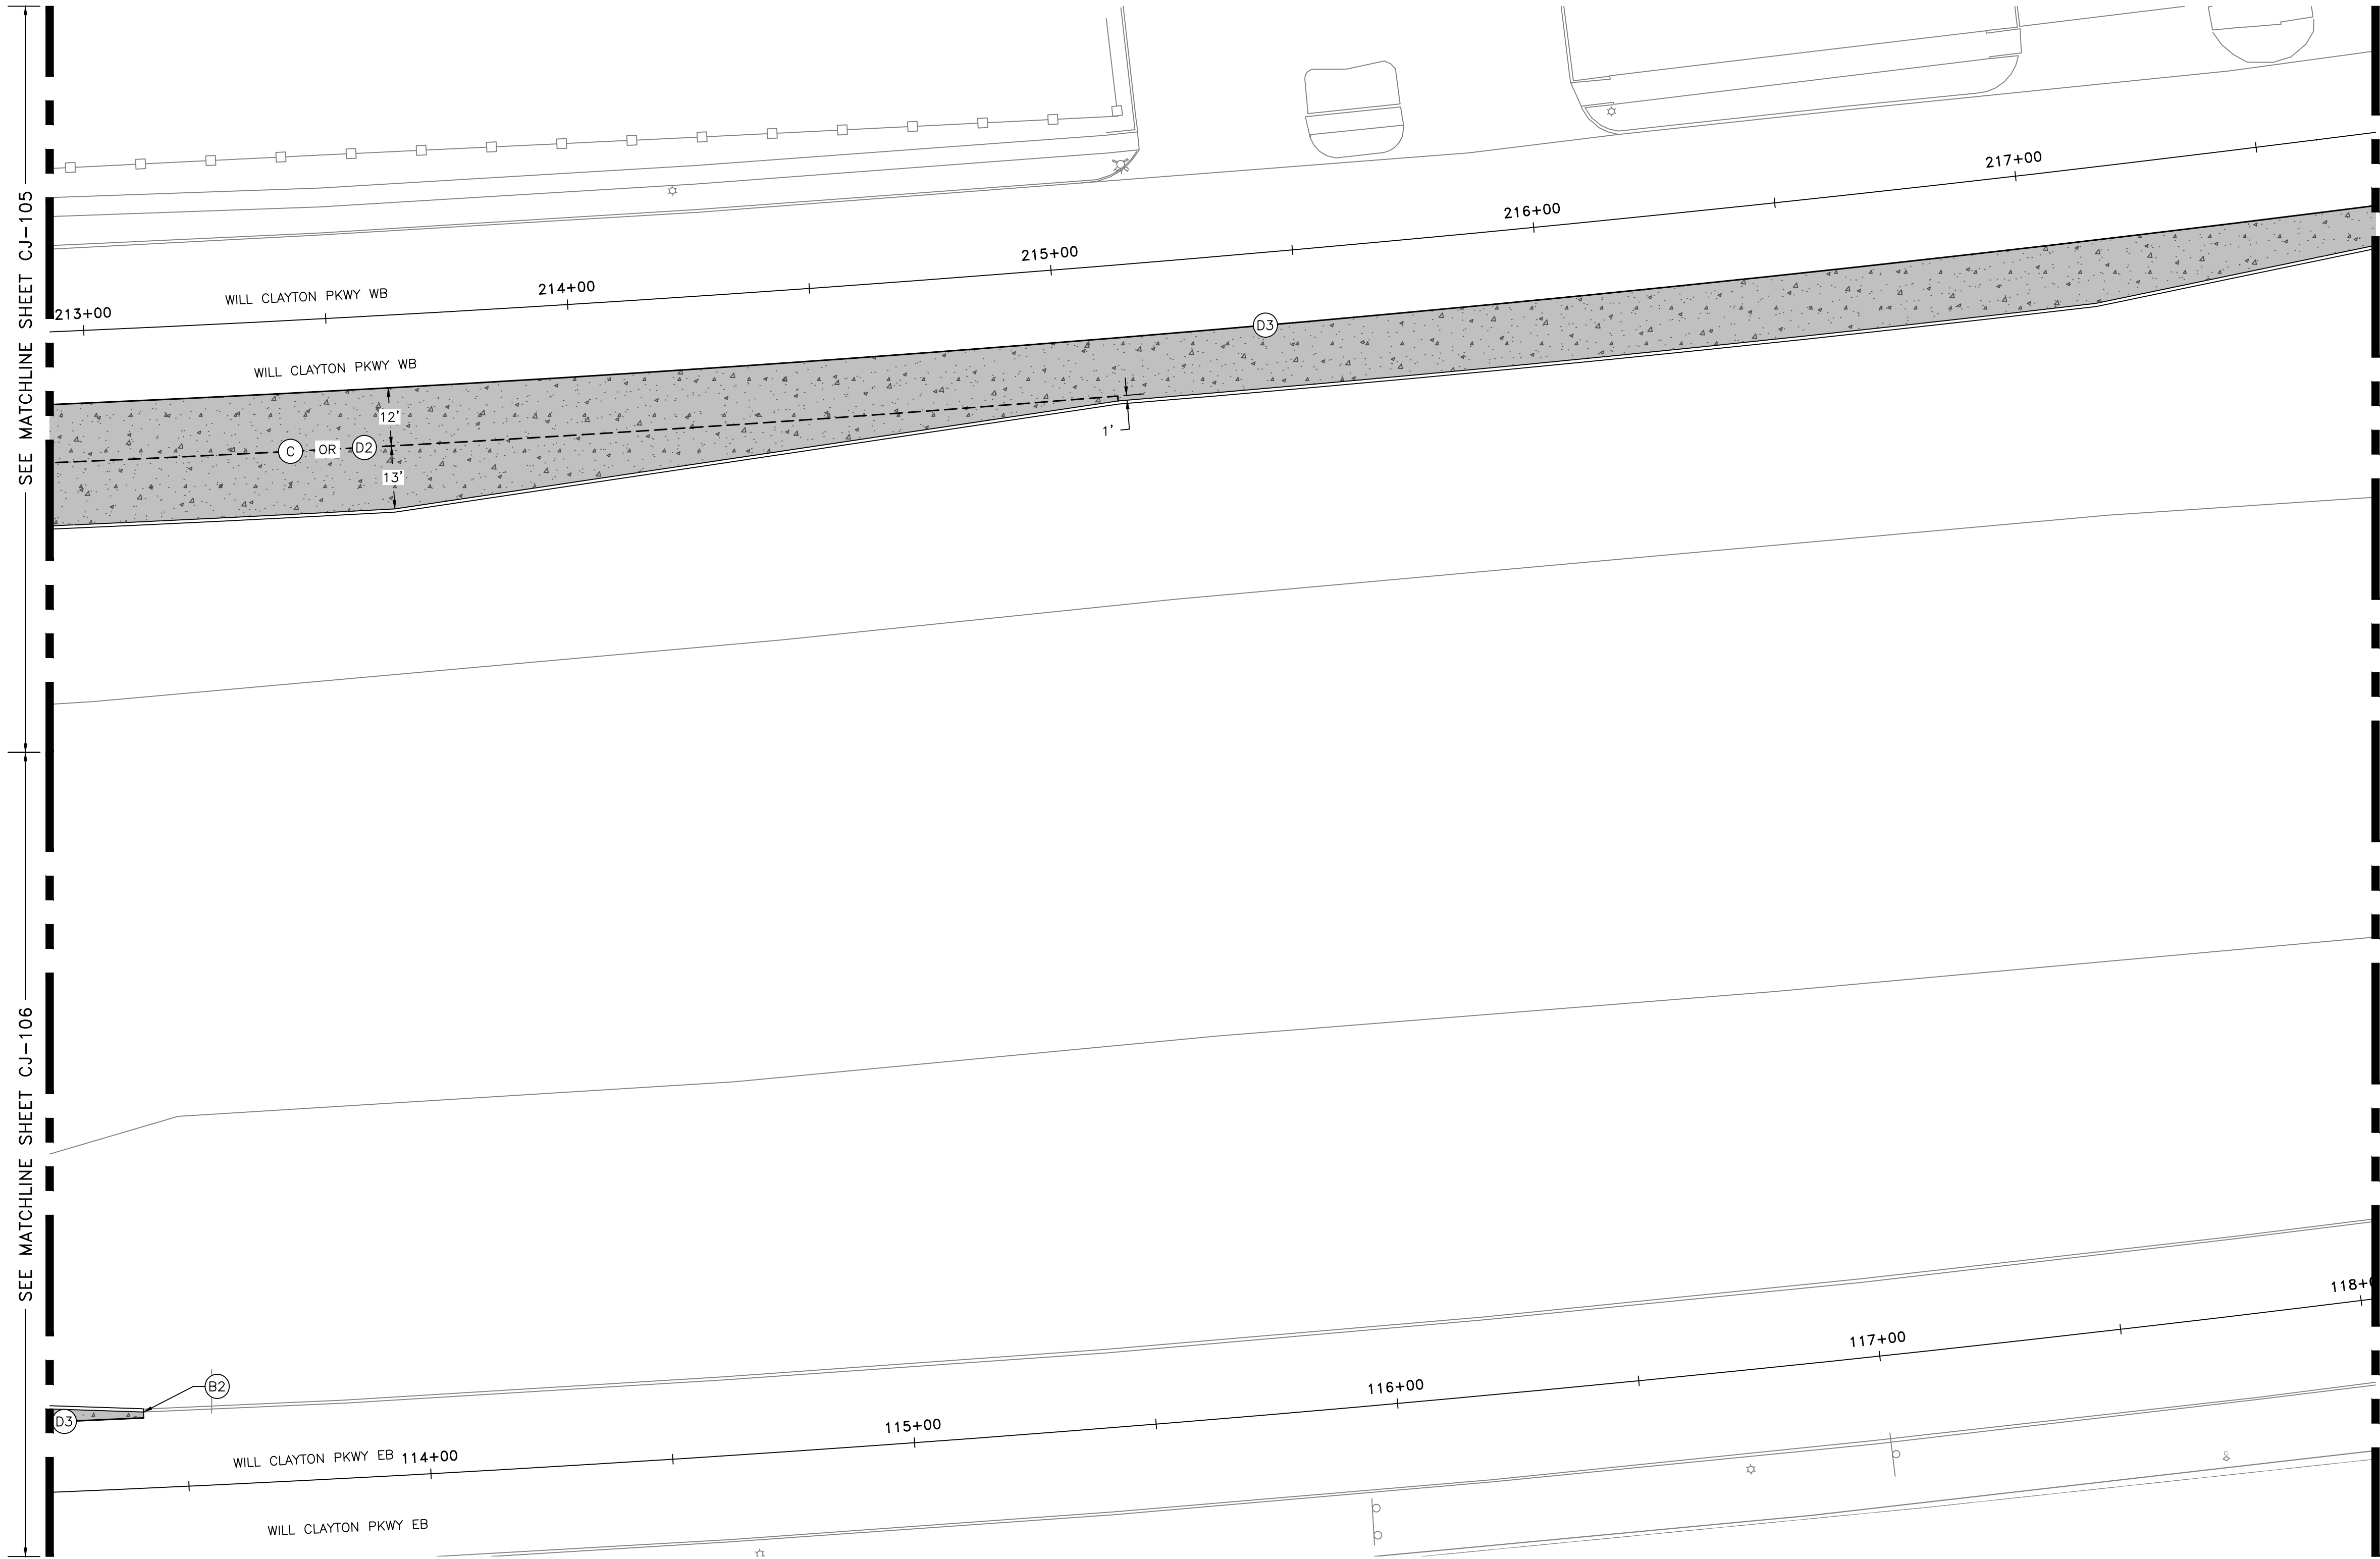 SEE MATCHLINE SHEET CJ-105
217+00
216+00
215+00
214+00
213+00
WILL CLAYTON PKWY WB
D3
WILL CLAYTON PKWY WB
12'
1'
C OR D2
13'
SEE MATCHLINE SHEET CJ-106
118+0
117+00
116+00
B2
D3
115+00
WILL CLAYTON PKWY EB
114+00
WILL CLAYTON PKWY EB